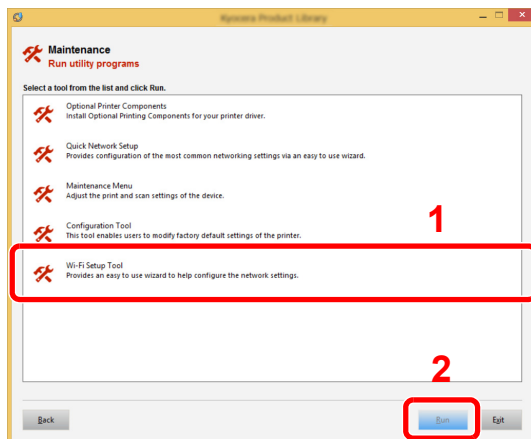 Kyocera Product Library
Maintenance
Run utility programs
Select a tool from the list and click Run.
Optional Printer Components
Install Optional Printing Components for your printer driver.
Quick Network Setup
Provides configuration of the most common networking settings via an easy to use wizard.
Maintenance Menu
Adjust the print and scan settings of the device.
1
Configuration Tool
This tool enables users to modify factory default settings of the printer.
Wi-Fi Setup Tool
Provides an easy to use wizard to help configure the network settings.
2
Back
Run
Exit